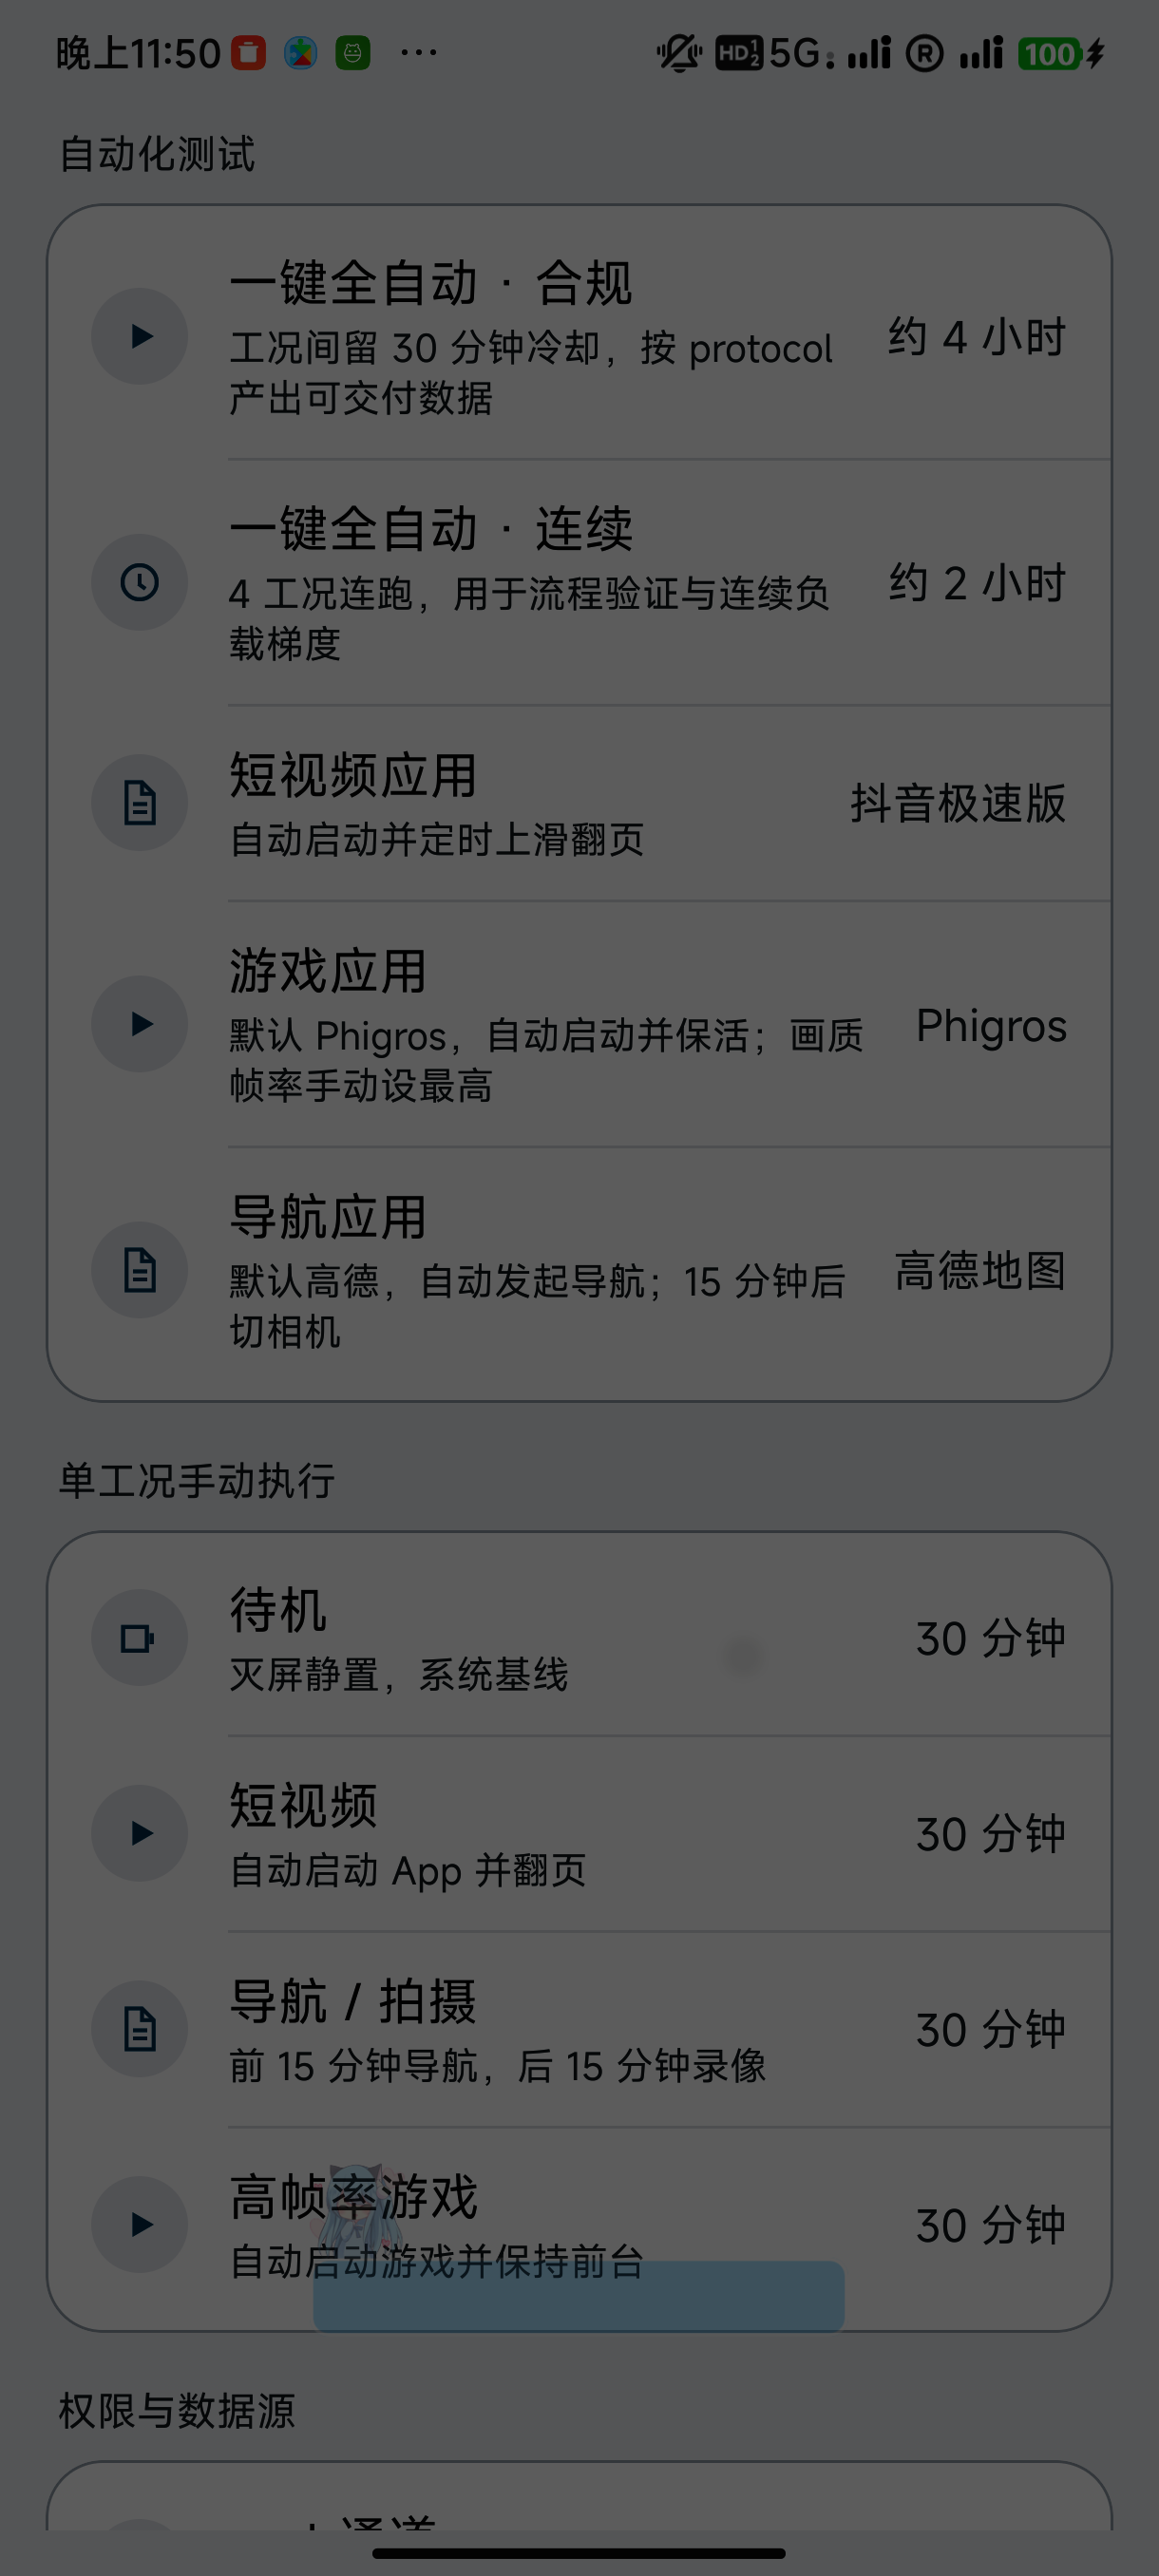 晚上11:50
HD 1 2 5G R 100
自动化测试
一键全自动 · 合规
工况间留 30 分钟冷却，按 protocol
产出可交付数据
约 4 小时
一键全自动 · 连续
4 工况连跑，用于流程验证与连续负
载梯度
约 2 小时
短视频应用
自动启动并定时上滑翻页
抖音极速版
游戏应用
默认 Phigros，自动启动并保活；画质
帧率手动设最高
Phigros
导航应用
默认高德，自动发起导航；15 分钟后
切相机
高德地图
单工况手动执行
待机
灭屏静置，系统基线
30 分钟
短视频
自动启动 App 并翻页
30 分钟
导航 / 拍摄
前 15 分钟导航，后 15 分钟录像
30 分钟
高帧率游戏
自动启动游戏并保持前台
30 分钟
权限与数据源
通道